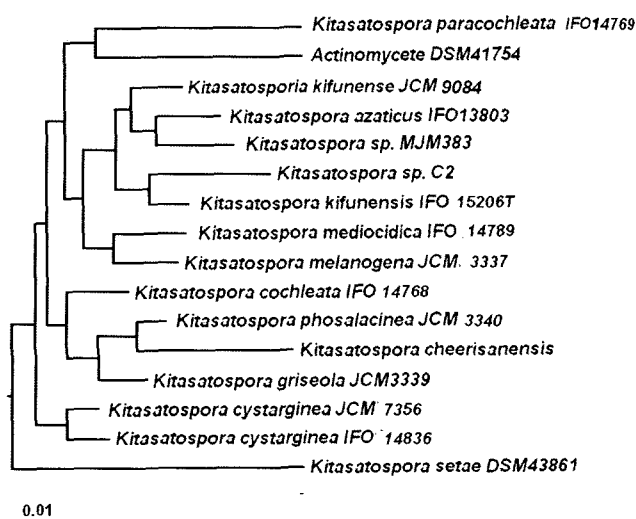 Kitasatospora paracochleata IFO14769
Actinomycete DSM41754
Kitasatosporia kifunense JCM 9084
Kitasatospora azaticus IFO13803
Kitasatospora sp. MJM383
Kitasatospora sp. C2
Kitasatospora kifunensis IFO 15206T
Kitasatospora mediocidica IFO 14789
Kitasatospora melanogena JCM. 3337
Kitasatospora cochleata IFO 14768
Kitasatospora phosalacinea JCM 3340
Kitasatospora cheerisanensis
Kitasatospora griseola JCM3339
Kitasatospora cystarginea JCM 7356
Kitasatospora cystarginea IFO 14836
Kitasatospora setae DSM43861
0.01